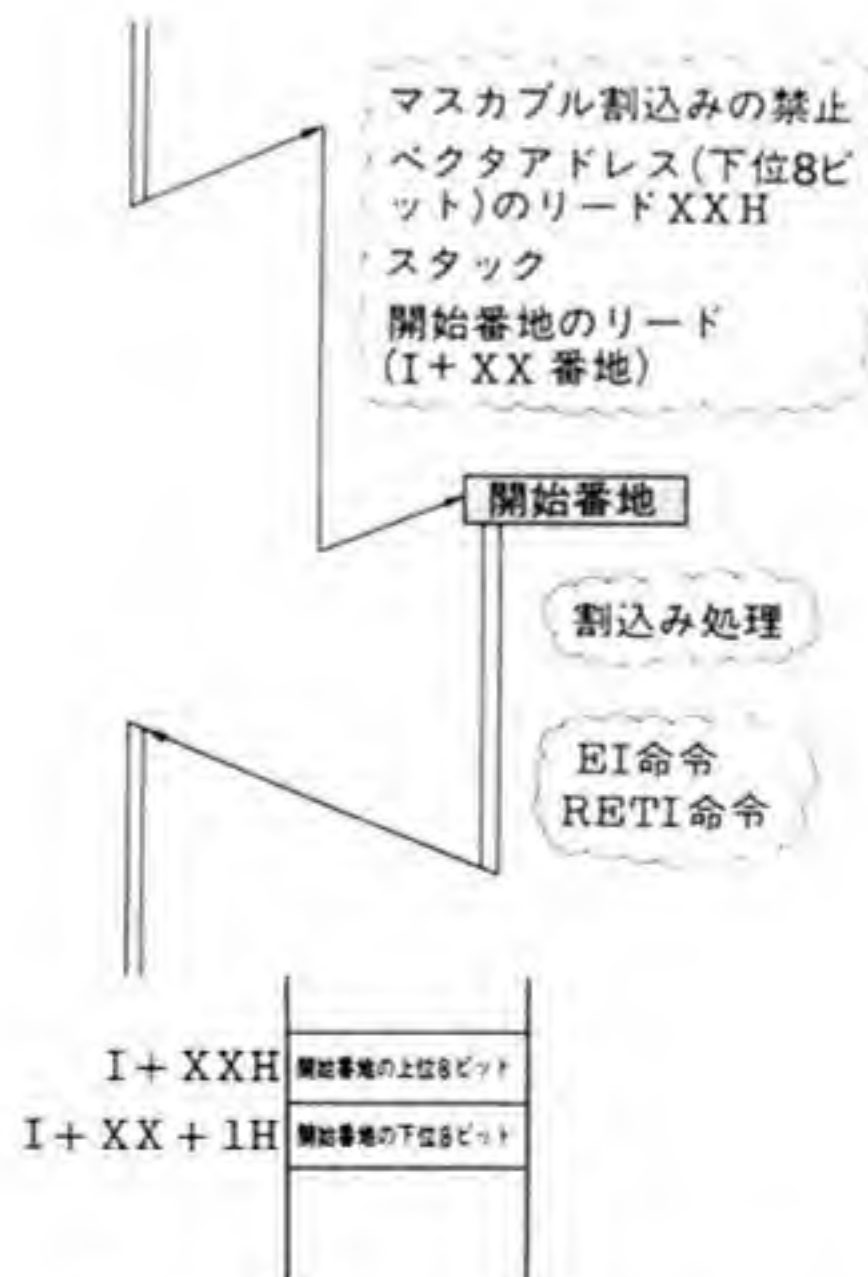 マスカブル割込みの禁止
ベクタアドレス(下位8ビ
ット)のリードXXH
スタック
開始番地のリード
(I+XX番地)
開始番地
割込み処理
EI命令
RETI命令
I+XXH 開始番地の上位8ビット
I+XX+1H 開始番地の下位8ビット